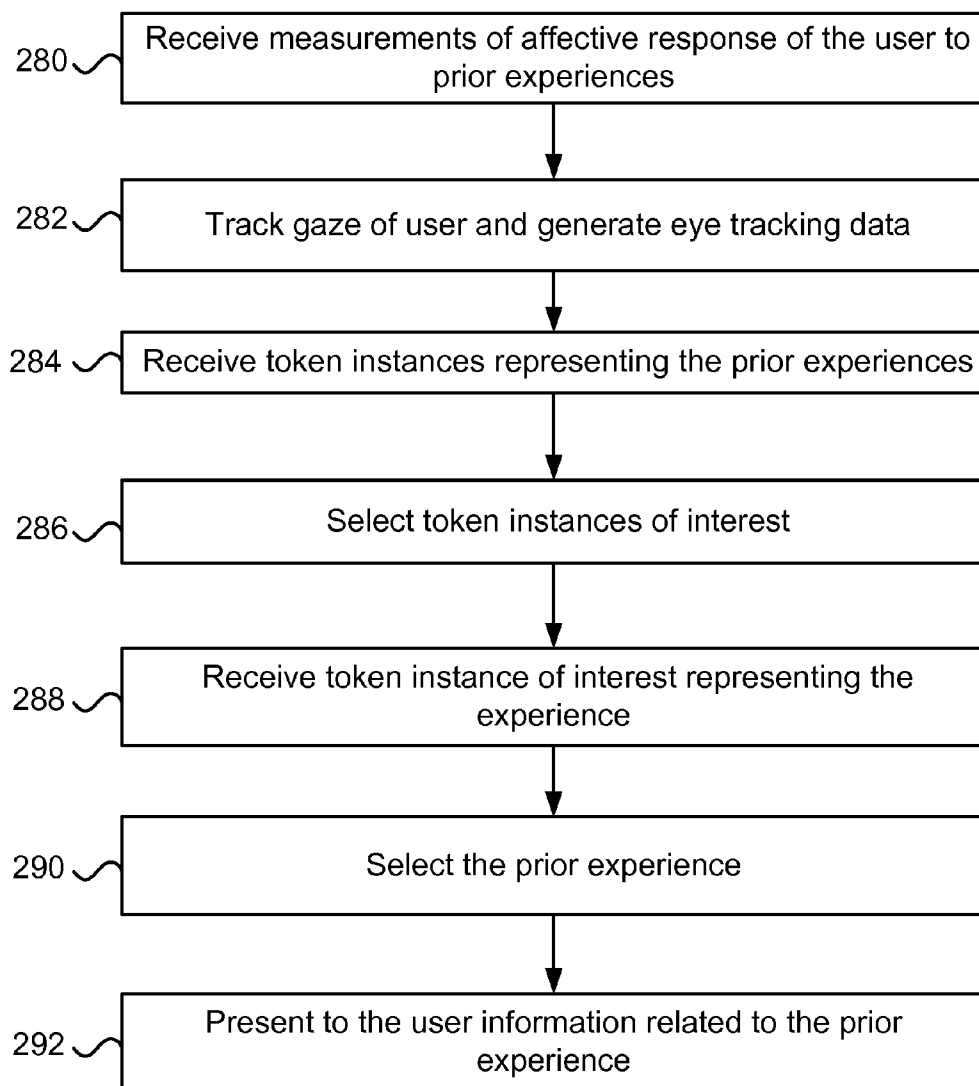 280
Receive measurements of affective response of the user to
prior experiences
282
Track gaze of user and generate eye tracking data
284
Receive token instances representing the prior experiences
286
Select token instances of interest
288
Receive token instance of interest representing the
experience
290
Select the prior experience
292
Present to the user information related to the prior
experience